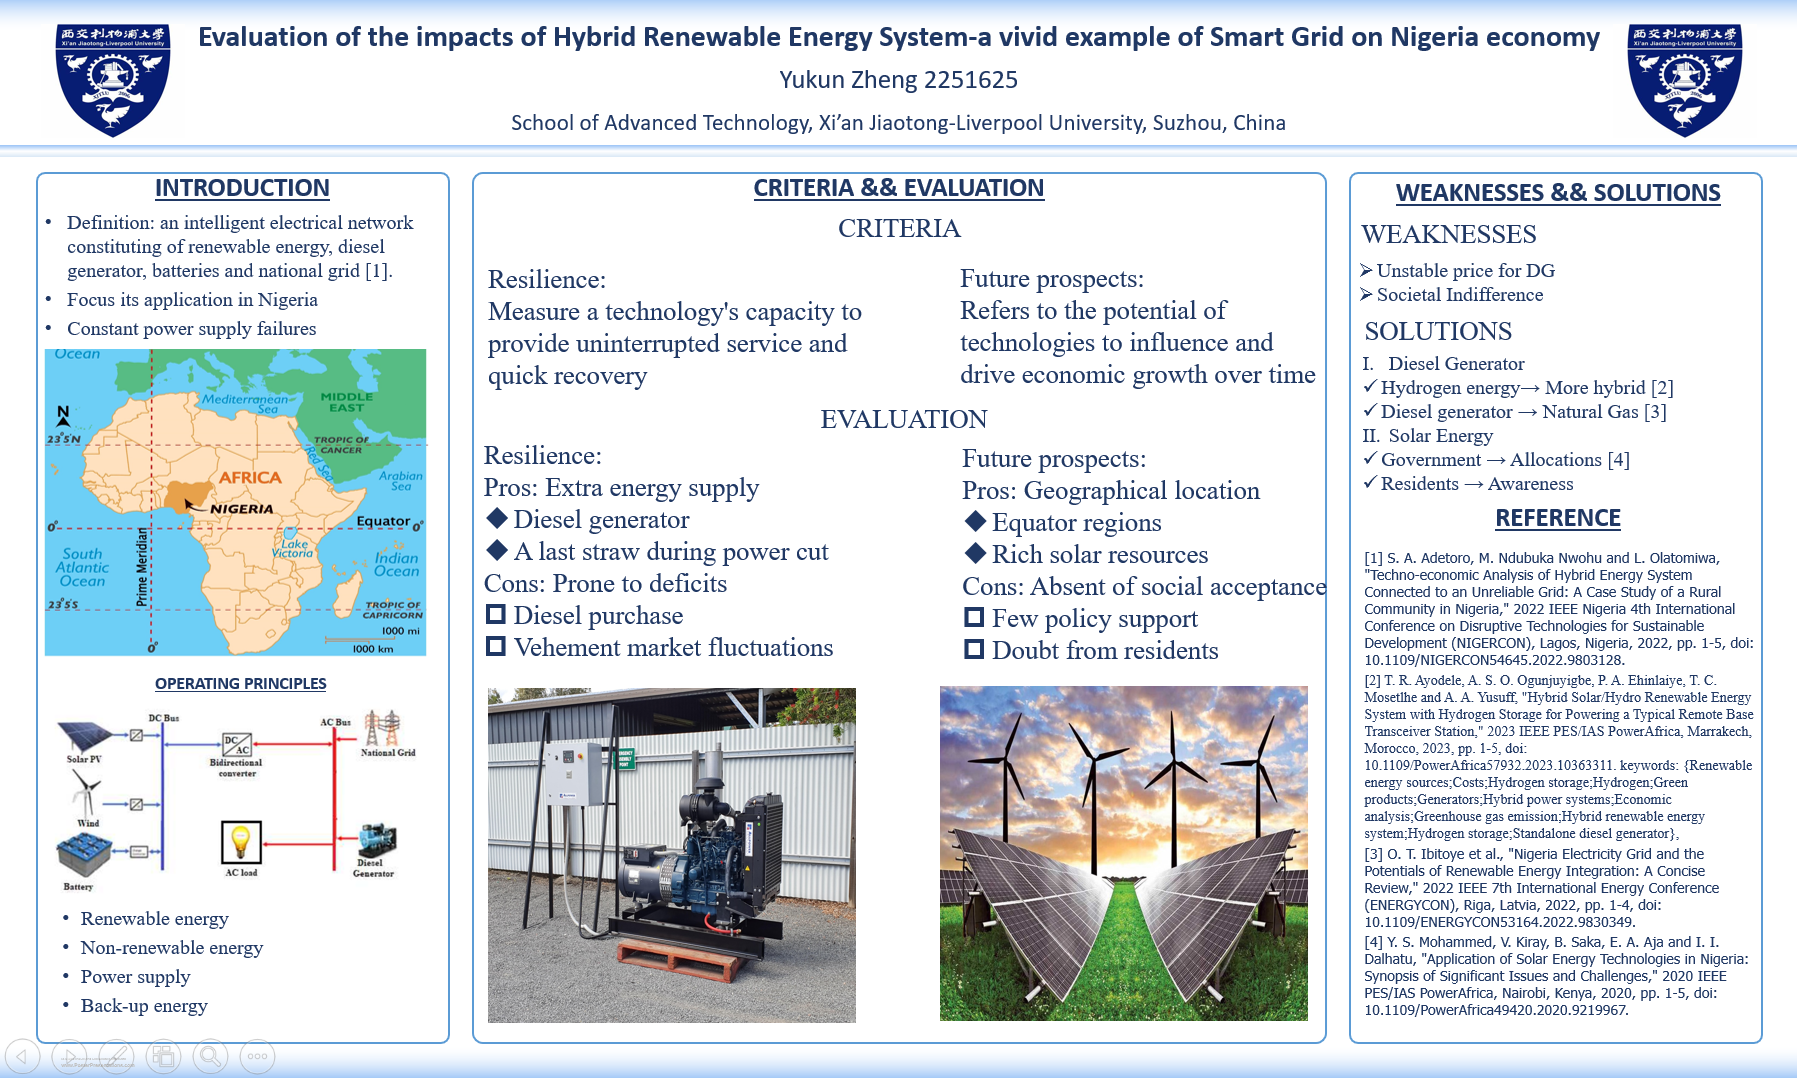 西交利物浦大学
Xi'an Jiaotong-Liverpool University
XJTLU 2006
Evaluation of the impacts of Hybrid Renewable Energy System-a vivid example of Smart Grid on Nigeria economy
Yukun Zheng 2251625
School of Advanced Technology, Xi’an Jiaotong-Liverpool University, Suzhou, China
西交利物浦大学
Xi'an Jiaotong-Liverpool University
XJTLU 2006
INTRODUCTION
• Definition: an intelligent electrical network
constituting of renewable energy, diesel
generator, batteries and national grid [1].
• Focus its application in Nigeria
• Constant power supply failures
Ocean
Mediterranean
Sea
MIDDLE
EAST
N
23°5'N
TROPIC OF
CANCER
Red Sea
AFRICA
Arabian
Sea
NIGERIA
Equator 0°
0°
Lake
Victoria
South
Atlantic
Ocean
Prime Meridian
Indian
Ocean
23°5'S
TROPIC OF
CAPRICORN
1000 mi
1000 km
0°
OPERATING PRINCIPLES
DC Bus
AC Bus
Solar PV
DC
AC
Bidirectional
converter
National Grid
Wind
Battery
AC load
Diesel
Generator
• Renewable energy
• Non-renewable energy
• Power supply
• Back-up energy
CRITERIA && EVALUATION
CRITERIA
Resilience:
Measure a technology's capacity to
provide uninterrupted service and
quick recovery
Future prospects:
Refers to the potential of
technologies to influence and
drive economic growth over time
EVALUATION
Resilience:
Pros: Extra energy supply
◆ Diesel generator
◆ A last straw during power cut
Cons: Prone to deficits
❑ Diesel purchase
❑ Vehement market fluctuations
Future prospects:
Pros: Geographical location
◆ Equator regions
◆ Rich solar resources
Cons: Absent of social acceptance
❑ Few policy support
❑ Doubt from residents
WEAKNESSES && SOLUTIONS
WEAKNESSES
➢ Unstable price for DG
➢ Societal Indifference
SOLUTIONS
I. Diesel Generator
✓ Hydrogen energy→ More hybrid [2]
✓ Diesel generator → Natural Gas [3]
II. Solar Energy
✓ Government → Allocations [4]
✓ Residents → Awareness
REFERENCE
[1] S. A. Adetoro, M. Ndubuka Nwohu and L. Olatomiwa,
"Techno-economic Analysis of Hybrid Energy System
Connected to an Unreliable Grid: A Case Study of a Rural
Community in Nigeria," 2022 IEEE Nigeria 4th International
Conference on Disruptive Technologies for Sustainable
Development (NIGERCON), Lagos, Nigeria, 2022, pp. 1-5, doi:
10.1109/NIGERCON54645.2022.9803128.
[2] T. R. Ayodele, A. S. O. Ogunjuyigbe, P. A. Ehinlaiye, T. C.
Mosetlhe and A. A. Yusuff, "Hybrid Solar/Hydro Renewable Energy
System with Hydrogen Storage for Powering a Typical Remote Base
Transceiver Station," 2023 IEEE PES/IAS PowerAfrica, Marrakech,
Morocco, 2023, pp. 1-5, doi:
10.1109/PowerAfrica57932.2023.10363311. keywords: {Renewable
energy sources;Costs;Hydrogen storage;Hydrogen;Green
products;Generators;Hybrid power systems;Economic
analysis;Greenhouse gas emission;Hybrid renewable energy
system;Hydrogen storage;Standalone diesel generator},
[3] O. T. Ibitoye et al., "Nigeria Electricity Grid and the
Potentials of Renewable Energy Integration: A Concise
Review," 2022 IEEE 7th International Energy Conference
(ENERGYCON), Riga, Latvia, 2022, pp. 1-4, doi:
10.1109/ENERGYCON53164.2022.9830349.
[4] Y. S. Mohammed, V. Kiray, B. Saka, E. A. Aja and I. I.
Dalhatu, "Application of Solar Energy Technologies in Nigeria:
Synopsis of Significant Issues and Challenges," 2020 IEEE
PES/IAS PowerAfrica, Nairobi, Kenya, 2020, pp. 1-5, doi:
10.1109/PowerAfrica49420.2020.9219967.